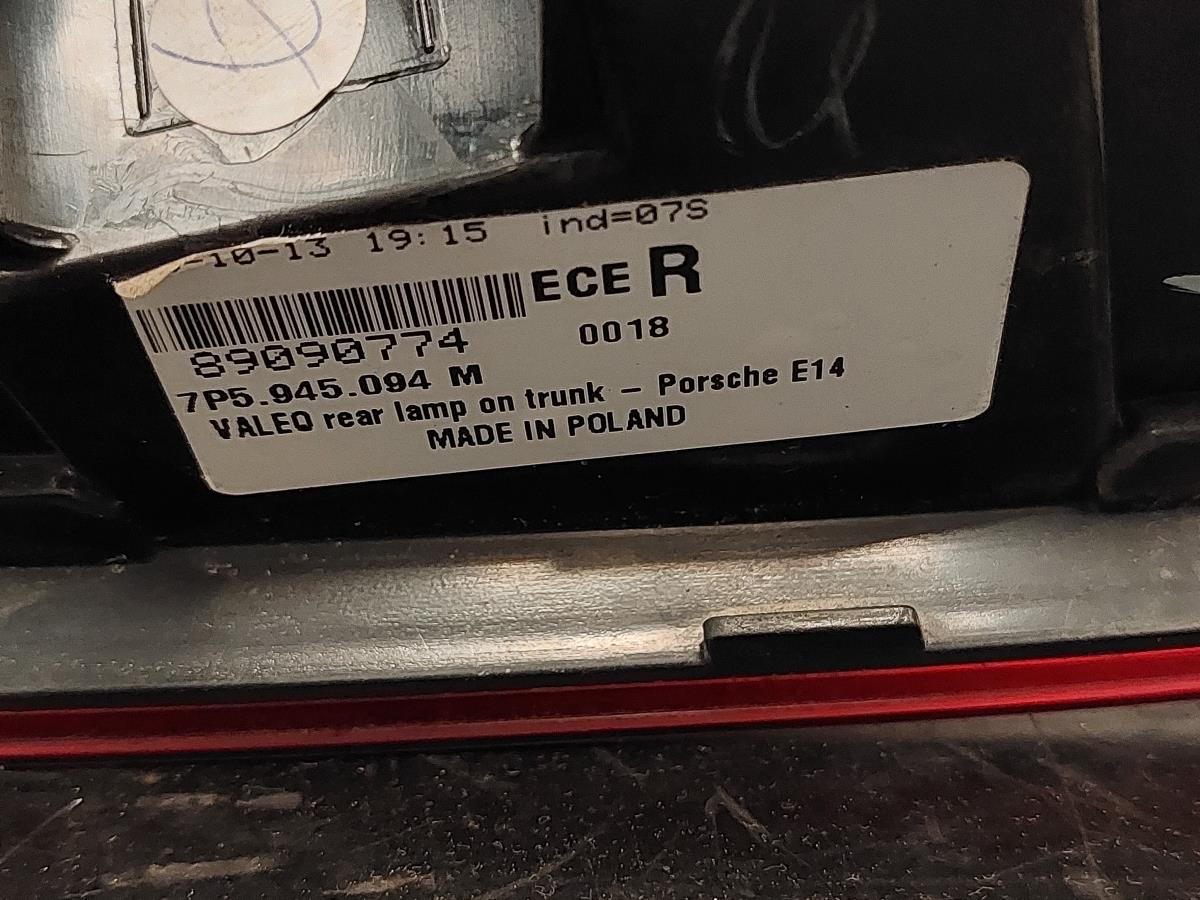 -10-13 19:15 ind=07S
ECE R
89090774 0018
7P5.945.094 M
VALEO rear lamp on trunk – Porsche E14
MADE IN POLAND